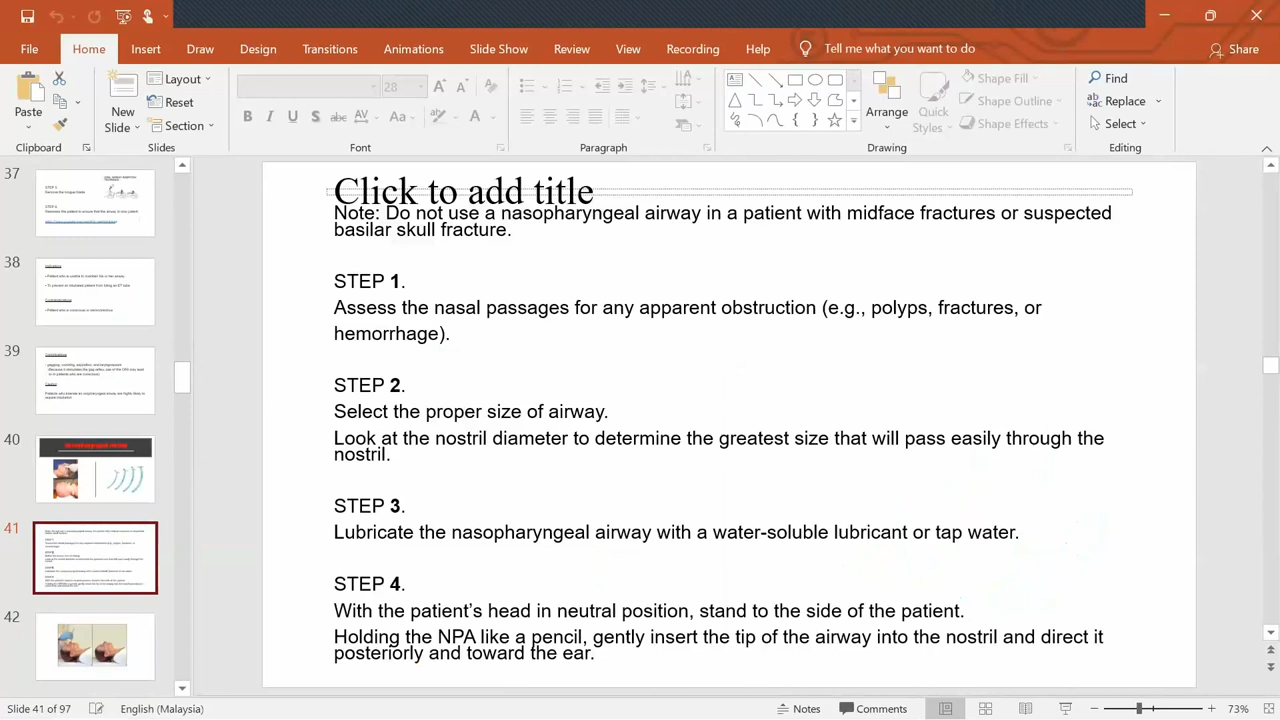 File Home Insert Draw Design Transitions Animations Slide Show Review View Recording Help Tell me what you want to do Share
Paste
New
Slide
Layout
Reset
Section
28
Arrange
Quick
Styles
Shape Fill
Shape Outline
Shape Effects
Find
Replace
Select
Clipboard Slides Font Paragraph Drawing Editing
37
38
39
40
41
42
Click to add title
Note: Do not use a nasopharyngeal airway in a patient with midface fractures or suspected
basilar skull fracture.
STEP 1.
Assess the nasal passages for any apparent obstruction (e.g., polyps, fractures, or
hemorrhage).
STEP 2.
Select the proper size of airway.
Look at the nostril diameter to determine the greatest size that will pass easily through the
nostril.
STEP 3.
Lubricate the nasopharyngeal airway with a water-soluble lubricant or tap water.
STEP 4.
With the patient’s head in neutral position, stand to the side of the patient.
Holding the NPA like a pencil, gently insert the tip of the airway into the nostril and direct it
posteriorly and toward the ear.
Slide 41 of 97 English (Malaysia) Notes Comments 73%